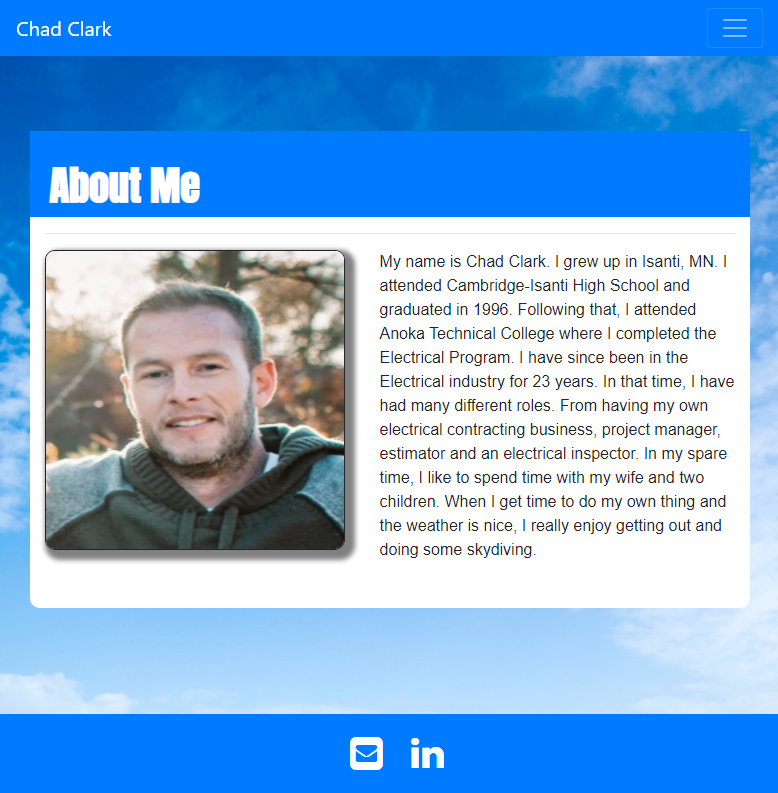 Chad Clark
About Me
My name is Chad Clark. I grew up in Isanti, MN. I
attended Cambridge-Isanti High School and
graduated in 1996. Following that, I attended
Anoka Technical College where I completed the
Electrical Program. I have since been in the
Electrical industry for 23 years. In that time, I have
had many different roles. From having my own
electrical contracting business, project manager,
estimator and an electrical inspector. In my spare
time, I like to spend time with my wife and two
children. When I get time to do my own thing and
the weather is nice, I really enjoy getting out and
doing some skydiving.
in